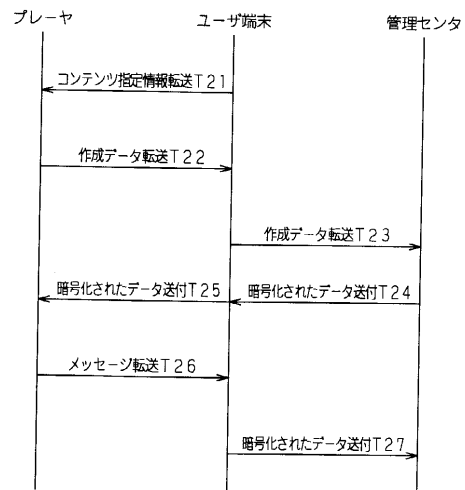 プレーヤ
ユーザ端末
管理センタ
コンテンツ指定情報転送T21
作成データ転送T22
作成データ転送T23
暗号化されたデータ送付T25
暗号化されたデータ送付T24
メッセージ転送T26
暗号化されたデータ送付T27